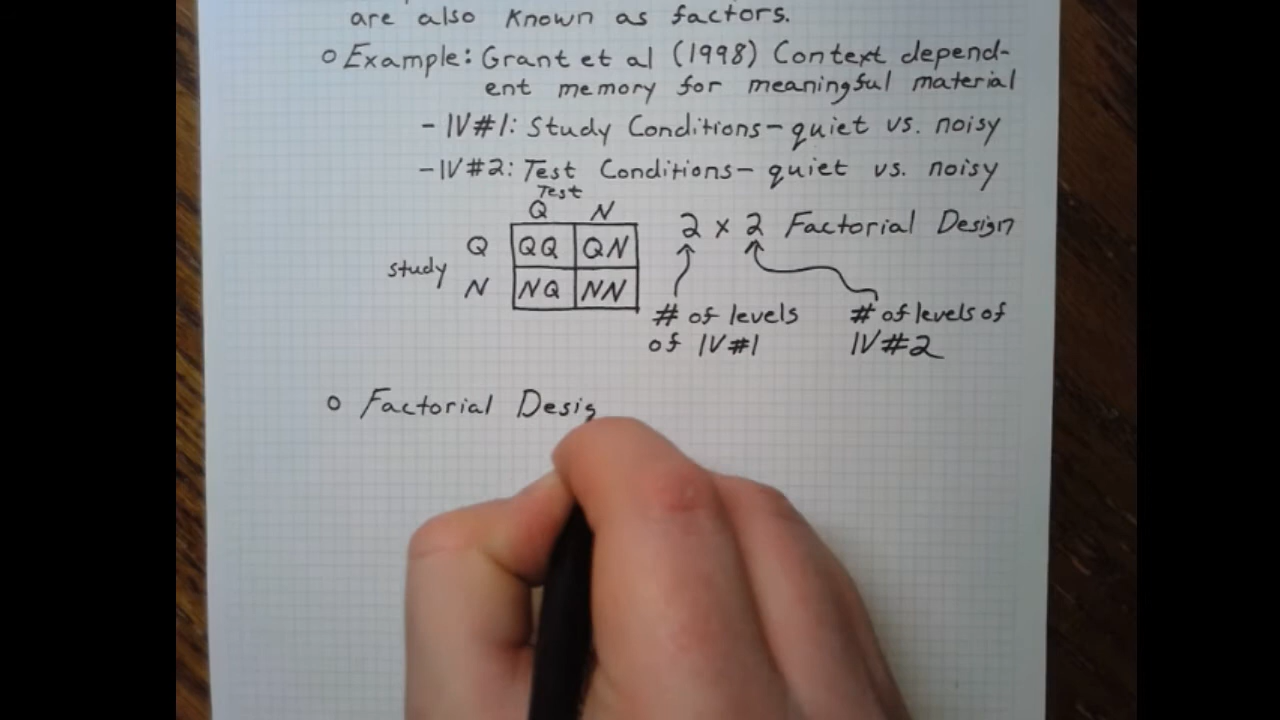 are also known as factors.
o Example: Grant et al (1998) Context depend-
ent memory for meaningful material
- IV#1: Study Conditions- quiet vs. noisy
- IV#2: Test Conditions- quiet vs. noisy
Test
Q N
Study
Q QQ QN
N NQ NN
2 x 2 Factorial Design
# of levels
of IV#1
# of levels of
IV#2
o Factorial Desig